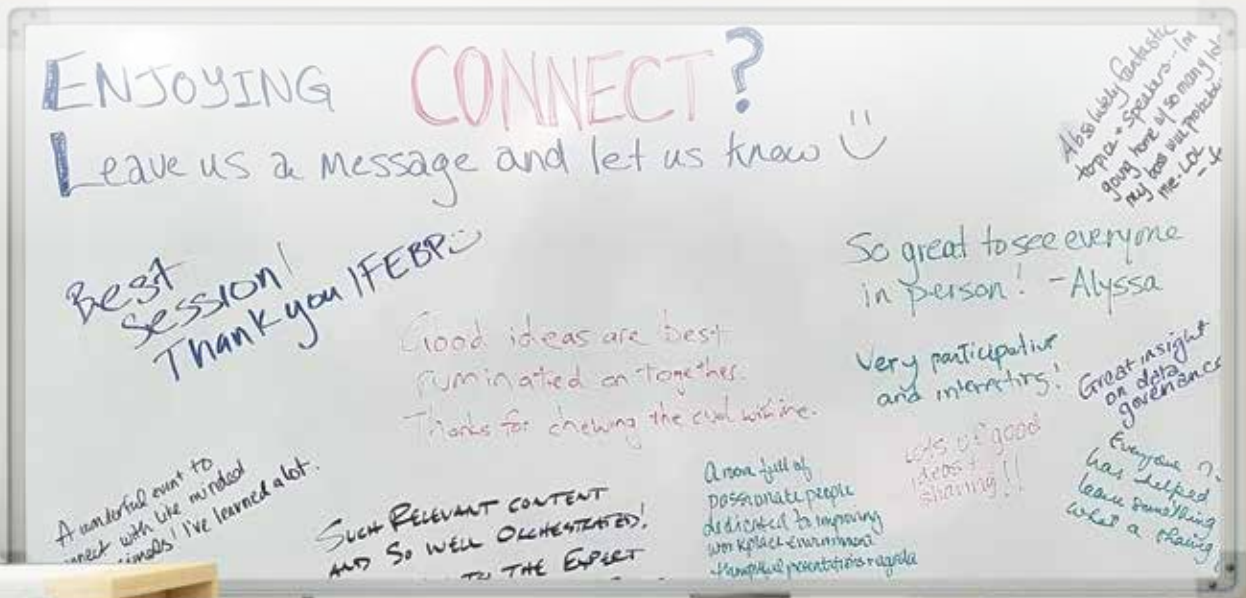 ENJOYING CONNECT?
Leave us a message and let us know
Absolutely fantastic
topics + speakers - I'm
going home w/ so many
my boss will
me. LOL
Best
Session!
Thank you IFEBP
So great to see everyone
in person! - Alyssa
Good ideas are best
ruminated on together.
Thanks for chewing the cud with me.
Very participative
and interesting!
Great insight
on data
governance
A wonderful event to
nnect with like minded
I've learned a lot.
SUCH RELEVANT CONTENT
AND SO WELL ORCHESTRATED!
TO THE EXPERT
A room full of
passionate people
dedicated to improving
workplace environment
Lots of good
ideas +
sharing!!
Everyone
has helped
leave something
what a